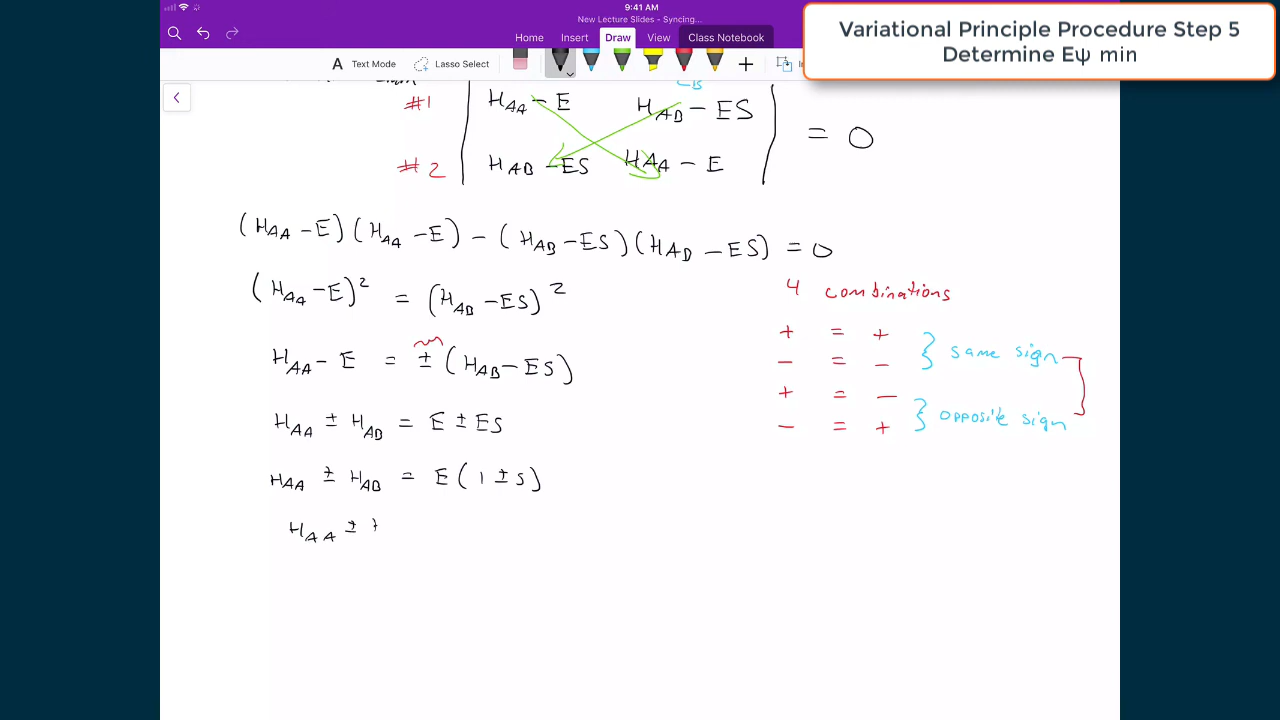 9:41 AM
New Lecture Slides - Syncing...
Home Insert Draw View Class Notebook
Variational Principle Procedure Step 5
Determine Eψ min
A Text Mode Lasso Select
#1 H_AA - E H_AB - ES
= 0
#2 H_AB - ES H_AA - E
(H_AA - E)(H_AA - E) - (H_AB - ES)(H_AB - ES) = 0
(H_AA - E)² = (H_AB - ES)²
4 combinations
+ = +
- = - } same sign
H_AA - E = ± (H_AB - ES)
+ = -
- = + } opposite sign
H_AA ± H_AB = E ± ES
H_AA ± H_AB = E(1 ± S)
H_AA ±